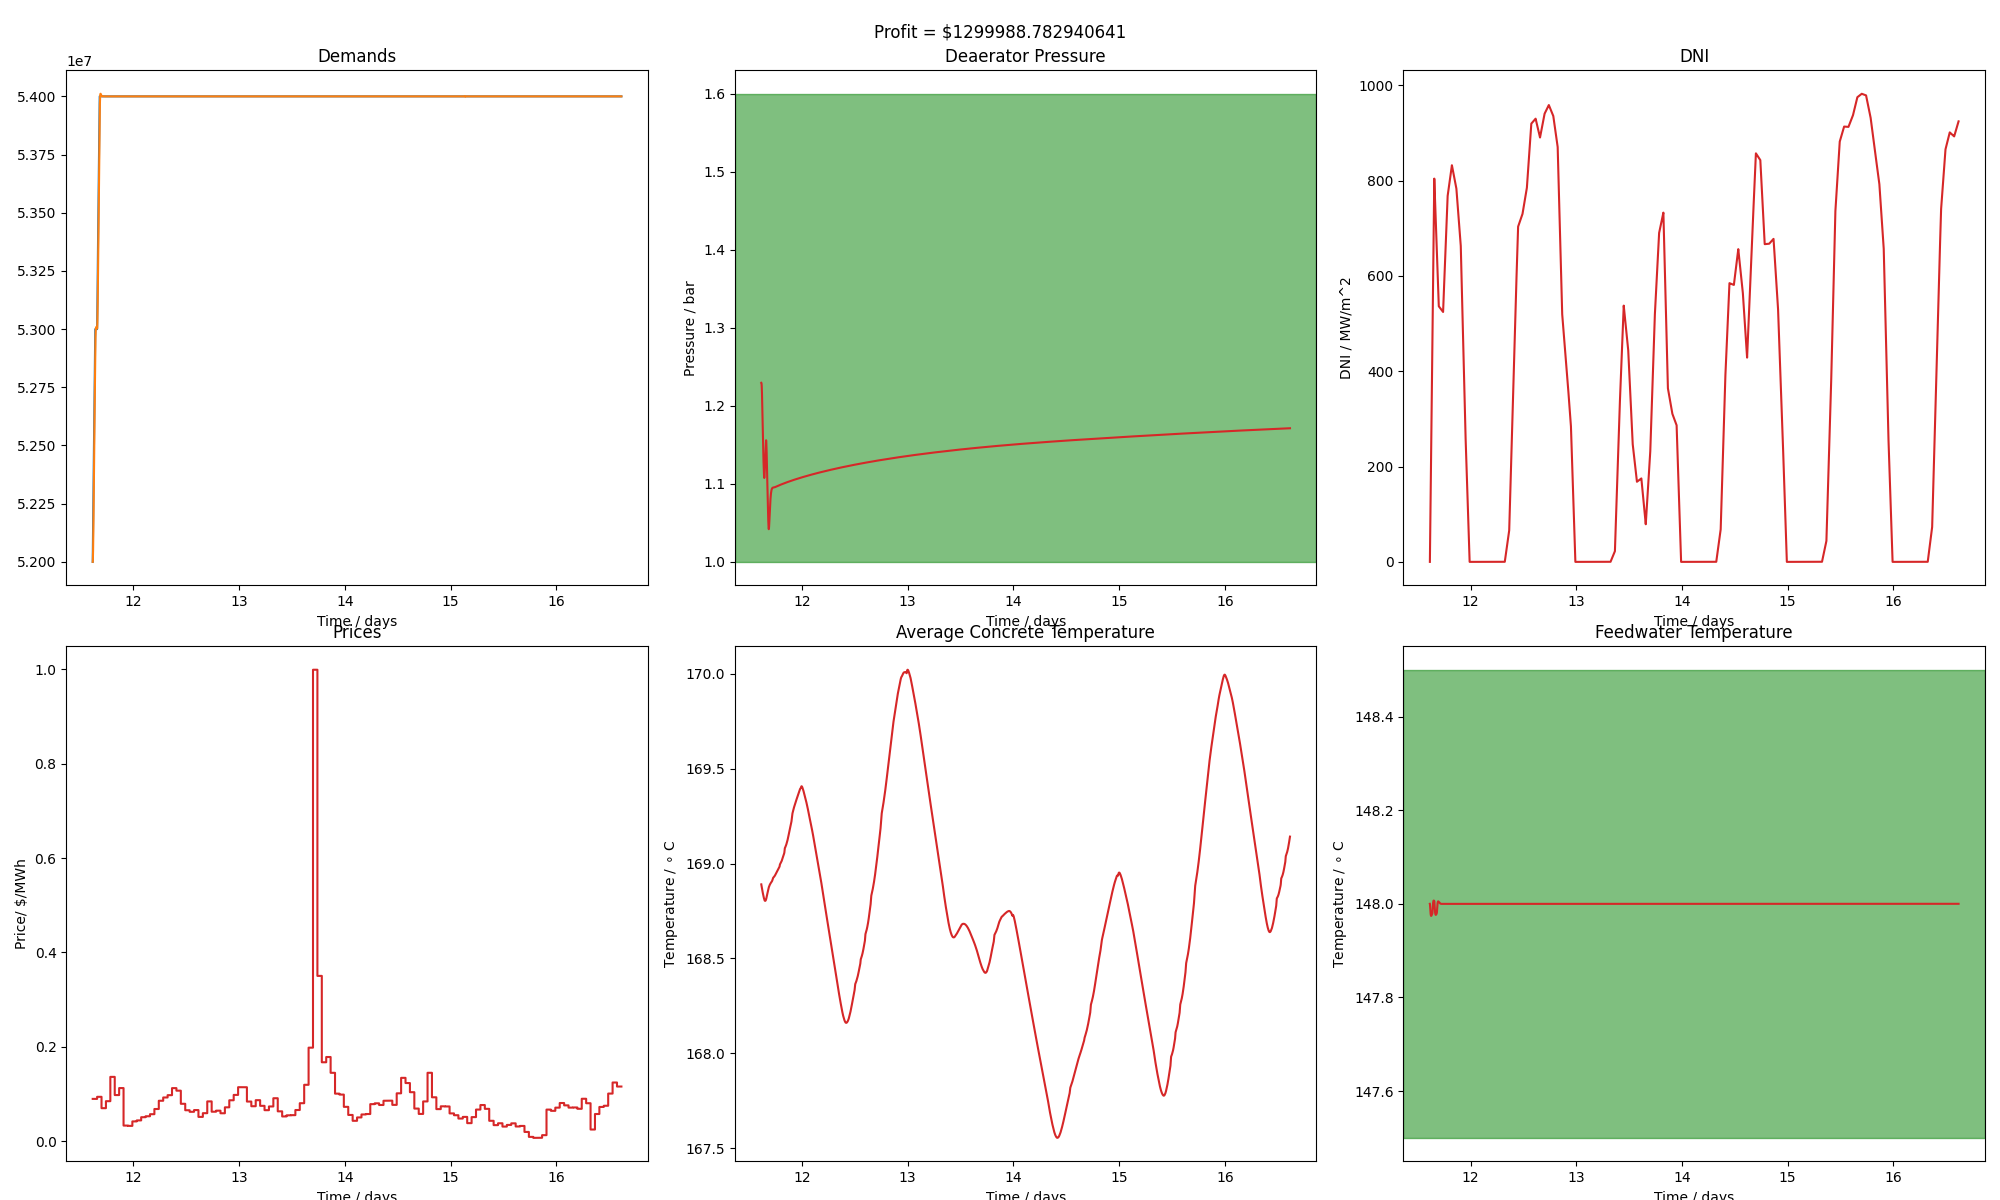 Profit = $1299988.782940641
Demands
1e7
5.400
5.375
5.350
5.325
5.300
5.275
5.250
5.225
5.200
12 13 14 15 16
Time / days
Deaerator Pressure
Pressure / bar
1.6
1.5
1.4
1.3
1.2
1.1
1.0
12 13 14 15 16
Time / days
DNI
DNI / MW/m^2
1000
800
600
400
200
0
12 13 14 15 16
Time / days
Prices
Price/ $/MWh
1.0
0.8
0.6
0.4
0.2
0.0
12 13 14 15 16
Time / days
Average Concrete Temperature
Temperature / ∘ C
170.0
169.5
169.0
168.5
168.0
167.5
12 13 14 15 16
Time / days
Feedwater Temperature
Temperature / ∘ C
148.4
148.2
148.0
147.8
147.6
12 13 14 15 16
Time / days